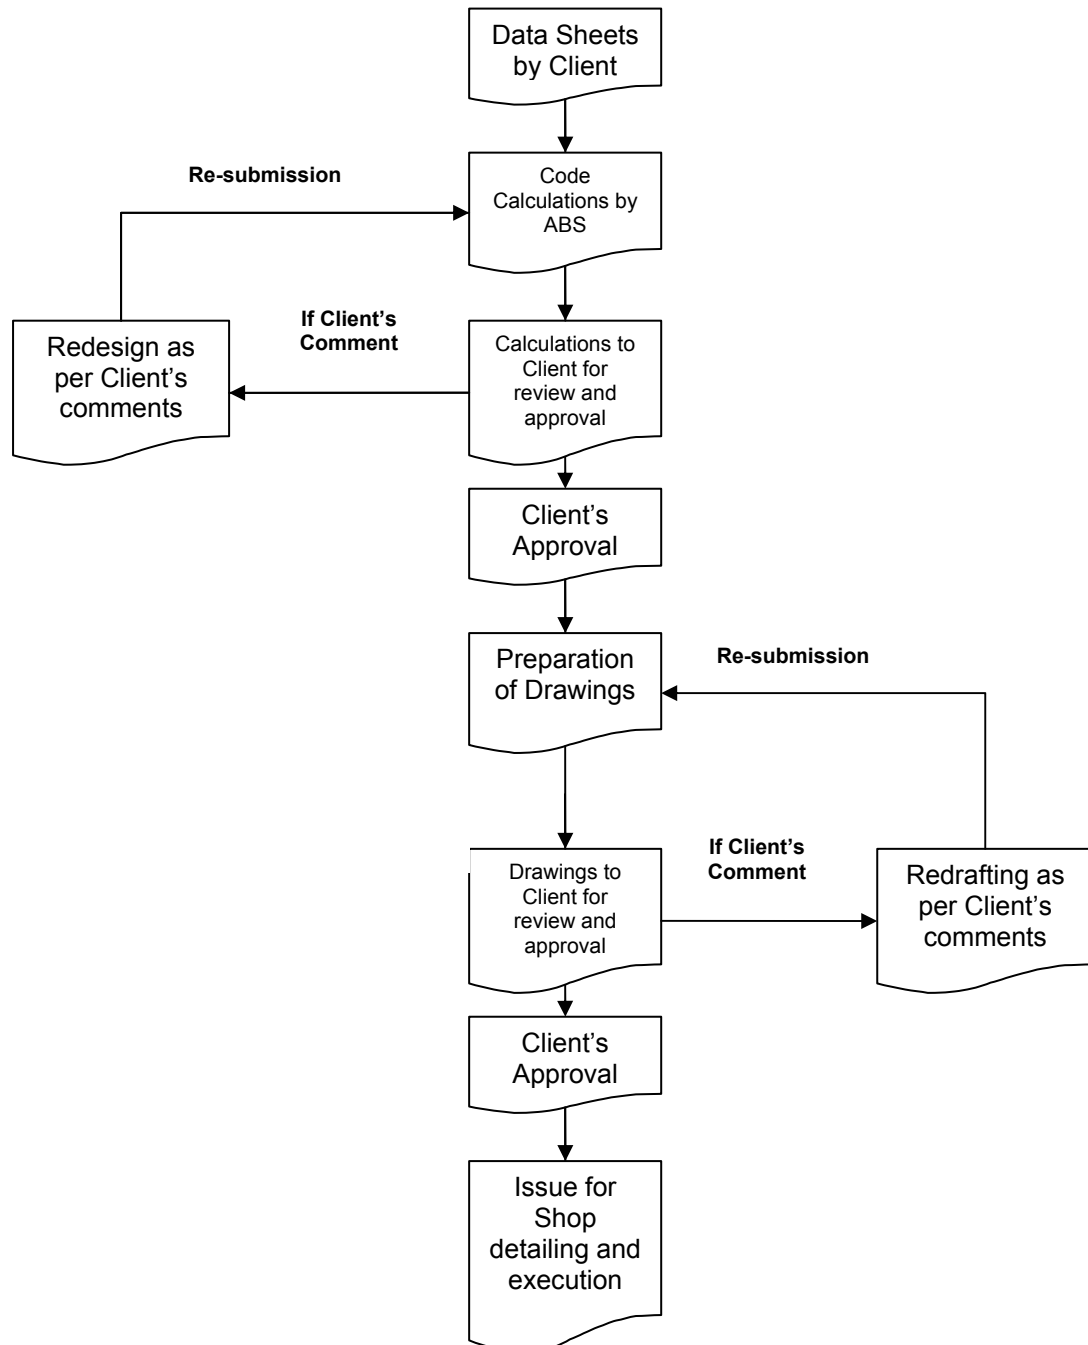 Data Sheets
by Client
Re-submission
Code
Calculations by
ABS
If Client’s
Comment
Redesign as
per Client’s
comments
Calculations to
Client for
review and
approval
Client’s
Approval
Preparation
of Drawings
Re-submission
If Client’s
Comment
Drawings to
Client for
review and
approval
Redrafting as
per Client’s
comments
Client’s
Approval
Issue for
Shop
detailing and
execution